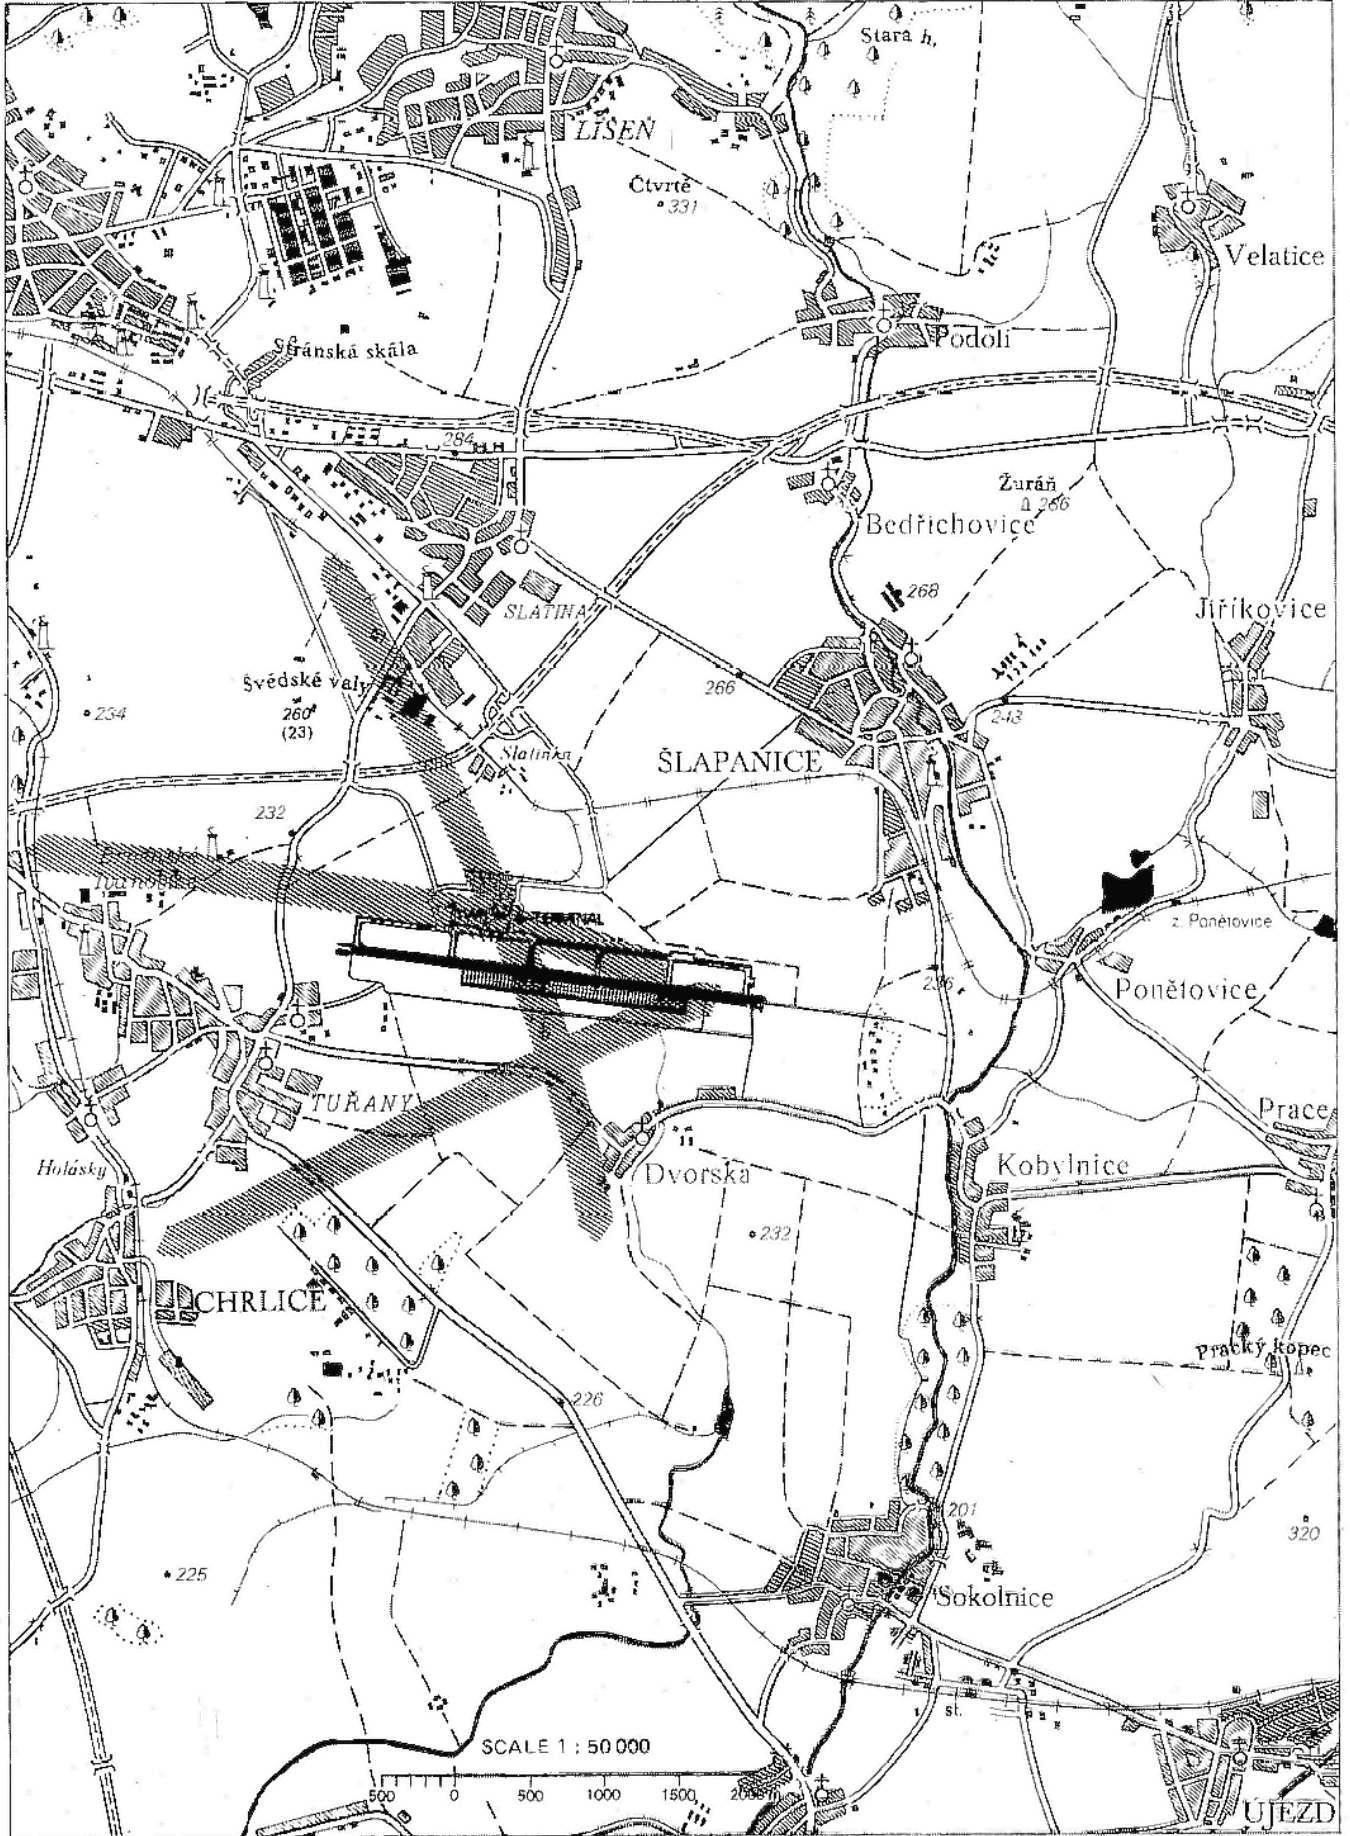 Stará h.
LÍŠEŇ
Čtvrtě
331
Velatice
Podolí
Stránská skála
284
Žuráň
266
Bedřichovice
268
SLATINA
Jiříkovice
Švédské valy
260
(23)
234
266
243
Slatinka
ŠLAPANICE
232
Ivanovice
TERMINAL
z. Ponětovice
236
Ponětovice
TUŘANY
Prace
Holásky
Dvorska
Kobylnice
232
CHRLICE
Pracký kopec
226
201
320
225
Sokolnice
st.
SCALE 1 : 50 000
500 0 500 1000 1500 2000 m
ÚJEZD